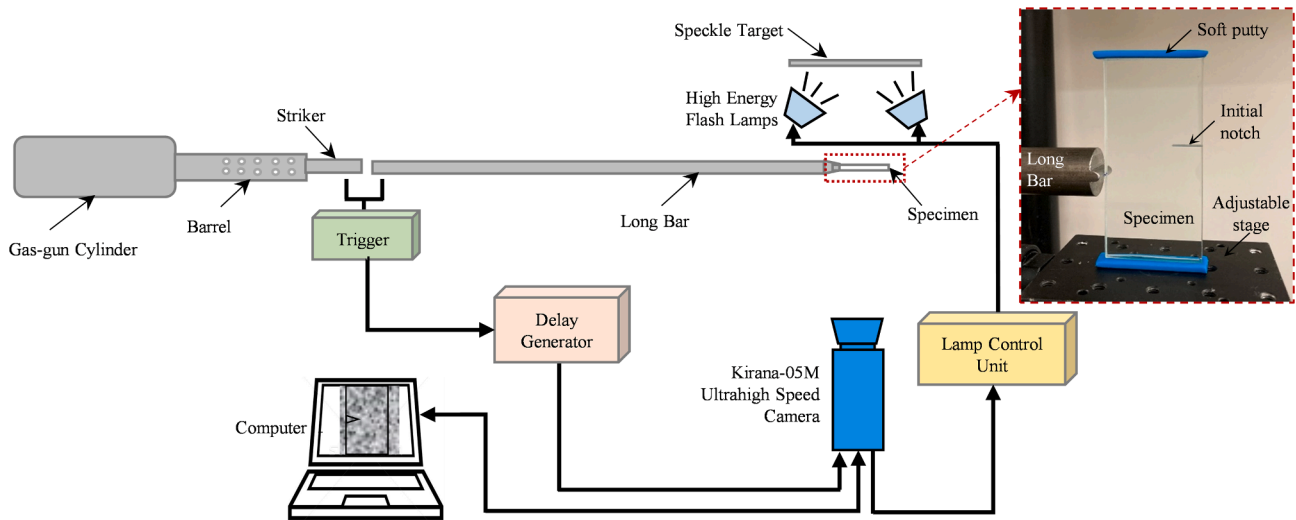 Speckle Target
High Energy
Flash Lamps
Striker
Barrel
Gas-gun Cylinder
Trigger
Long Bar
Specimen
Soft putty
Initial
notch
Long
Bar
Specimen
Adjustable
stage
Delay
Generator
Lamp Control
Unit
Kirana-05M
Ultrahigh Speed
Camera
Computer